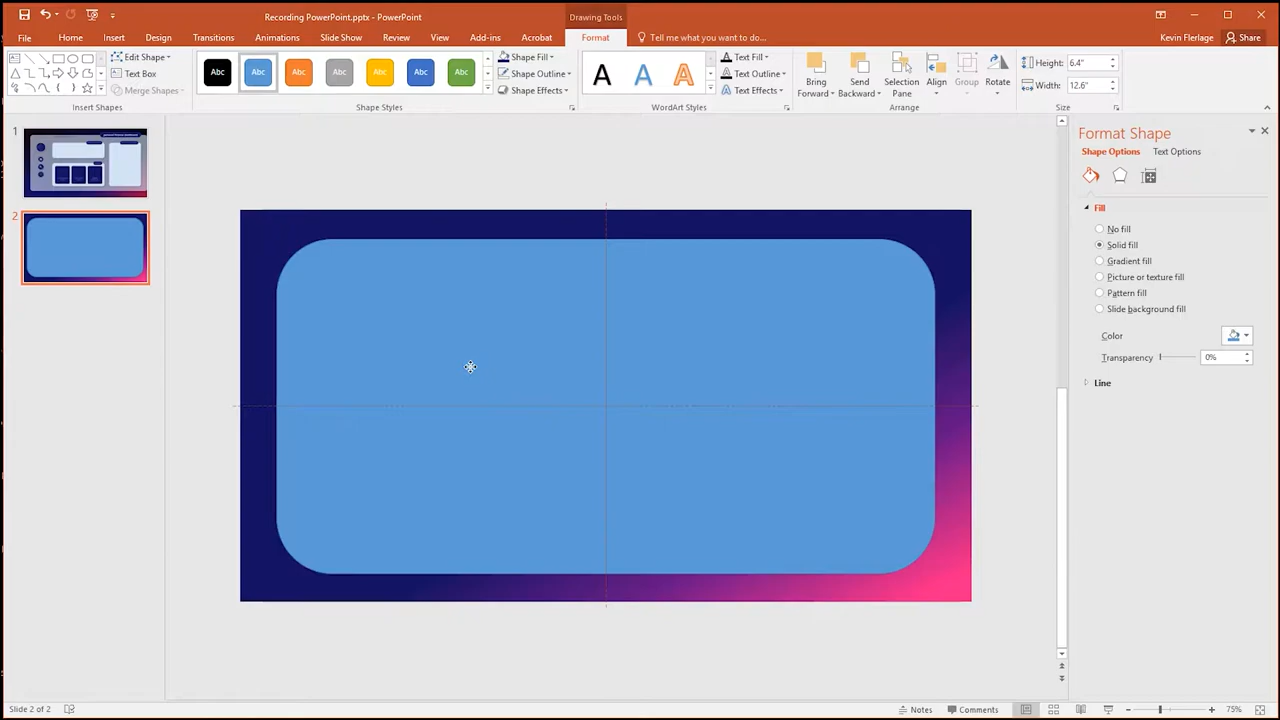 Recording PowerPoint.pptx - PowerPoint
Drawing Tools
File Home Insert Design Transitions Animations Slide Show Review View Add-ins Acrobat Format Tell me what you want to do... Kevin Flerlage Share
Edit Shape
Text Box
Merge Shapes
Insert Shapes
Abc Abc Abc Abc Abc Abc Abc
Shape Fill
Shape Outline
Shape Effects
Shape Styles
A A A
Text Fill
Text Outline
Text Effects
WordArt Styles
Bring Forward
Send Backward
Selection Pane
Align
Group
Rotate
Arrange
Height: 6.4"
Width: 12.6"
Size
1
2
Format Shape
Shape Options Text Options
Fill
No fill
Solid fill
Gradient fill
Picture or texture fill
Pattern fill
Slide background fill
Color
Transparency 0%
Line
Slide 2 of 2
Notes Comments 75%